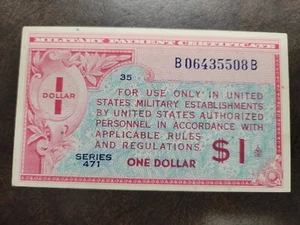 MILITARY PAYMENT CERTIFICATE
B06435508B
35
1
DOLLAR
FOR USE ONLY IN UNITED
STATES MILITARY ESTABLISHMENTS
BY UNITED STATES AUTHORIZED
PERSONNEL IN ACCORDANCE WITH
APPLICABLE RULES
AND REGULATIONS.
SERIES
471
ONE DOLLAR
$1